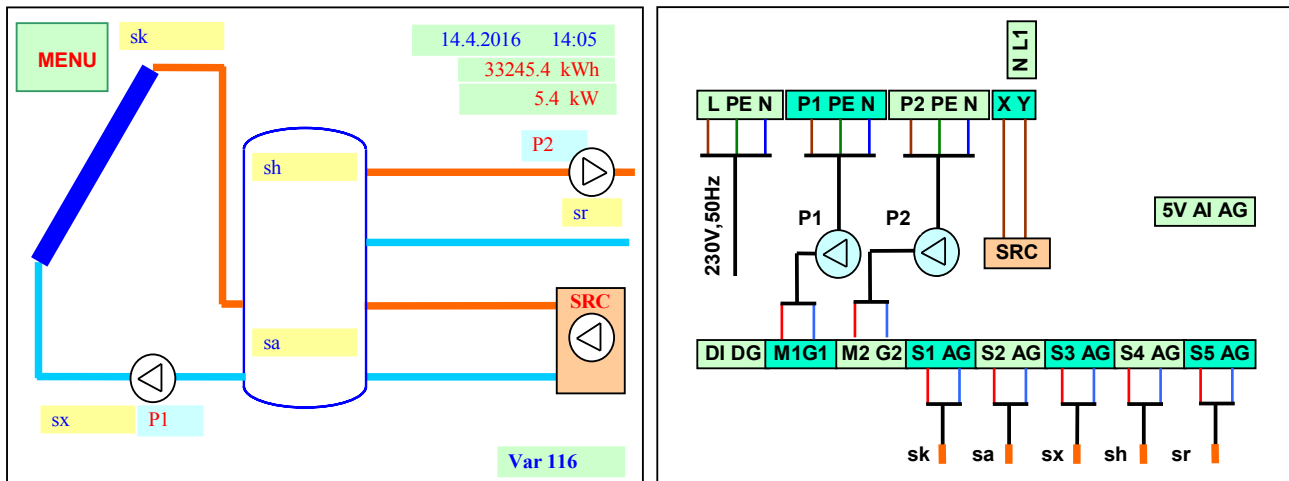 sk
MENU
14.4.2016 14:05
33245.4 kWh
5.4 kW
P2
sh
sr
SRC
sa
sx
P1
Var 116
N L1
L PE N
P1 PE N
P2 PE N
X Y
230V,50Hz
P1
P2
5V AI AG
SRC
DI DG
M1G1
M2 G2
S1 AG
S2 AG
S3 AG
S4 AG
S5 AG
sk
sa
sx
sh
sr